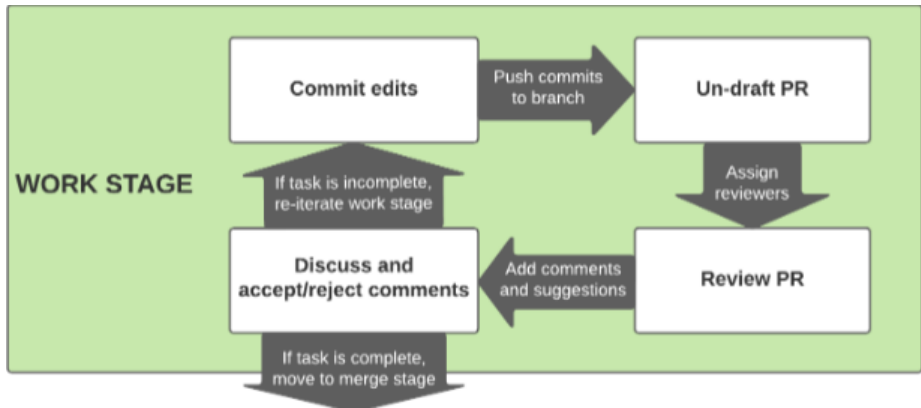 WORK STAGE
Commit edits
Push commits
to branch
Un-draft PR
Assign
reviewers
Review PR
Add comments
and suggestions
Discuss and
accept/reject comments
If task is incomplete,
re-iterate work stage
If task is complete,
move to merge stage